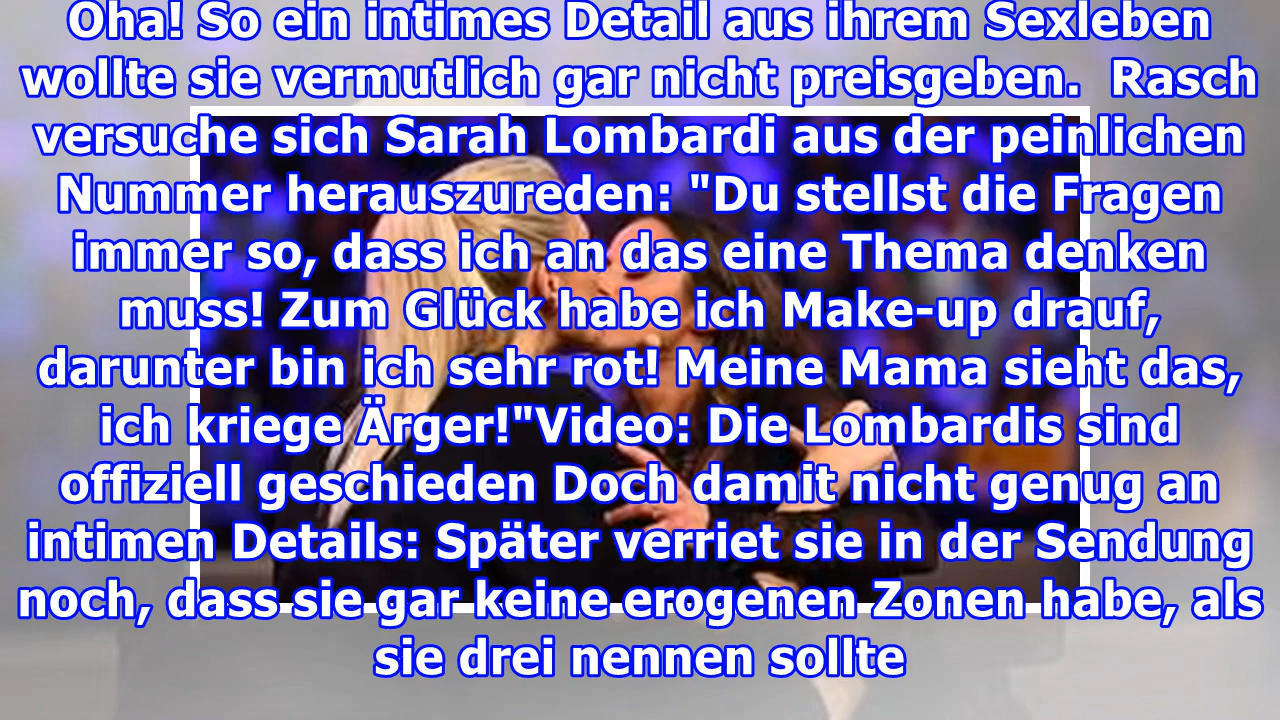 Oha! So ein intimes Detail aus ihrem Sexleben
wollte sie vermutlich gar nicht preisgeben.  Rasch
versuche sich Sarah Lombardi aus der peinlichen
Nummer herauszureden: "Du stellst die Fragen
immer so, dass ich an das eine Thema denken
muss! Zum Glück habe ich Make-up drauf,
darunter bin ich sehr rot! Meine Mama sieht das,
ich kriege Ärger!"Video: Die Lombardis sind
offiziell geschieden Doch damit nicht genug an
intimen Details: Später verriet sie in der Sendung
noch, dass sie gar keine erogenen Zonen habe, als
sie drei nennen sollte